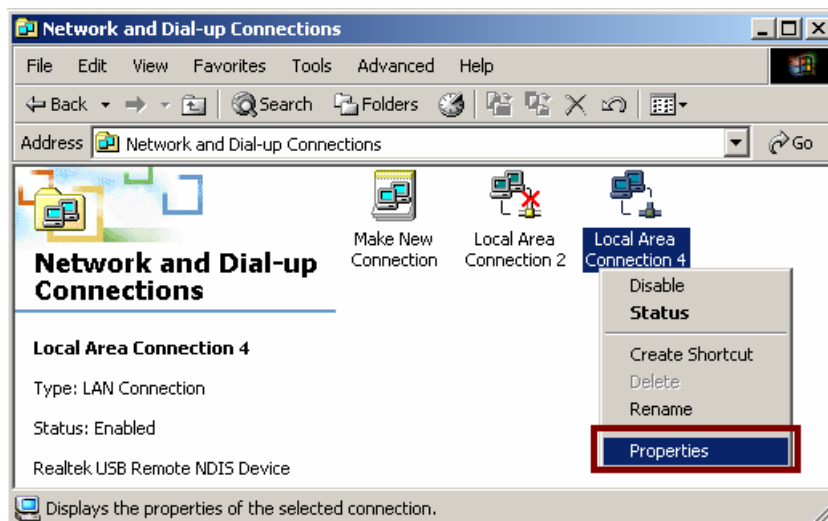 Network and Dial-up Connections
File Edit View Favorites Tools Advanced Help
Back Search Folders
Address Network and Dial-up Connections Go
Make New
Connection
Local Area
Connection 2
Local Area
Connection 4
Network and Dial-up
Connections
Local Area Connection 4
Type: LAN Connection
Status: Enabled
Realtek USB Remote NDIS Device
Disable
Status
Create Shortcut
Delete
Rename
Properties
Displays the properties of the selected connection.